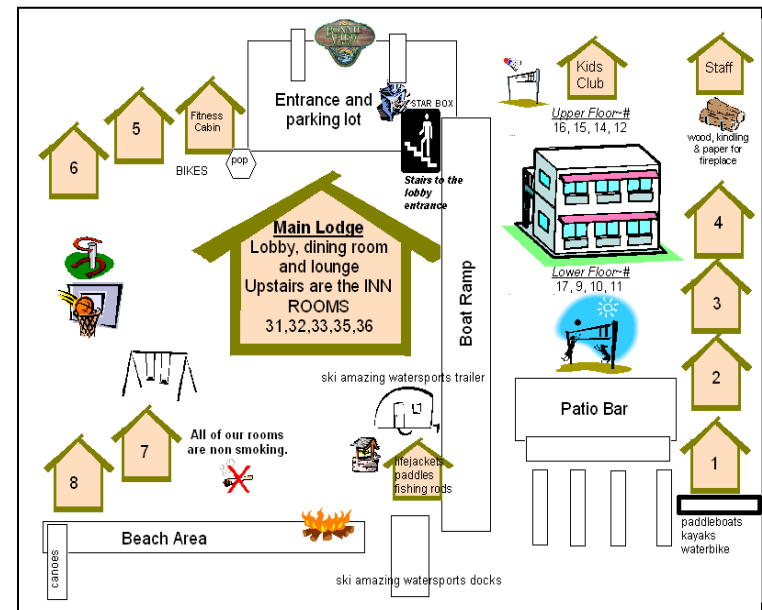 BONNIE VIEW
Entrance and
parking lot
STAR BOX
Stairs to the
lobby
entrance
Kids
Club
Staff
wood, kindling
& paper for
fireplace
Upper Floor~#
16, 15, 14, 12
Lower Floor~#
17, 9, 10, 11
6
5
Fitness
Cabin
BIKES
pop
Main Lodge
Lobby, dining room
and lounge
Upstairs are the INN
ROOMS
31,32,33,35,36
Boat Ramp
4
3
2
1
Patio Bar
paddleboats
kayaks
waterbike
ski amazing watersports trailer
lifejackets
paddles
fishing rods
7
8
All of our rooms
are non smoking.
Beach Area
canoes
ski amazing watersports docks